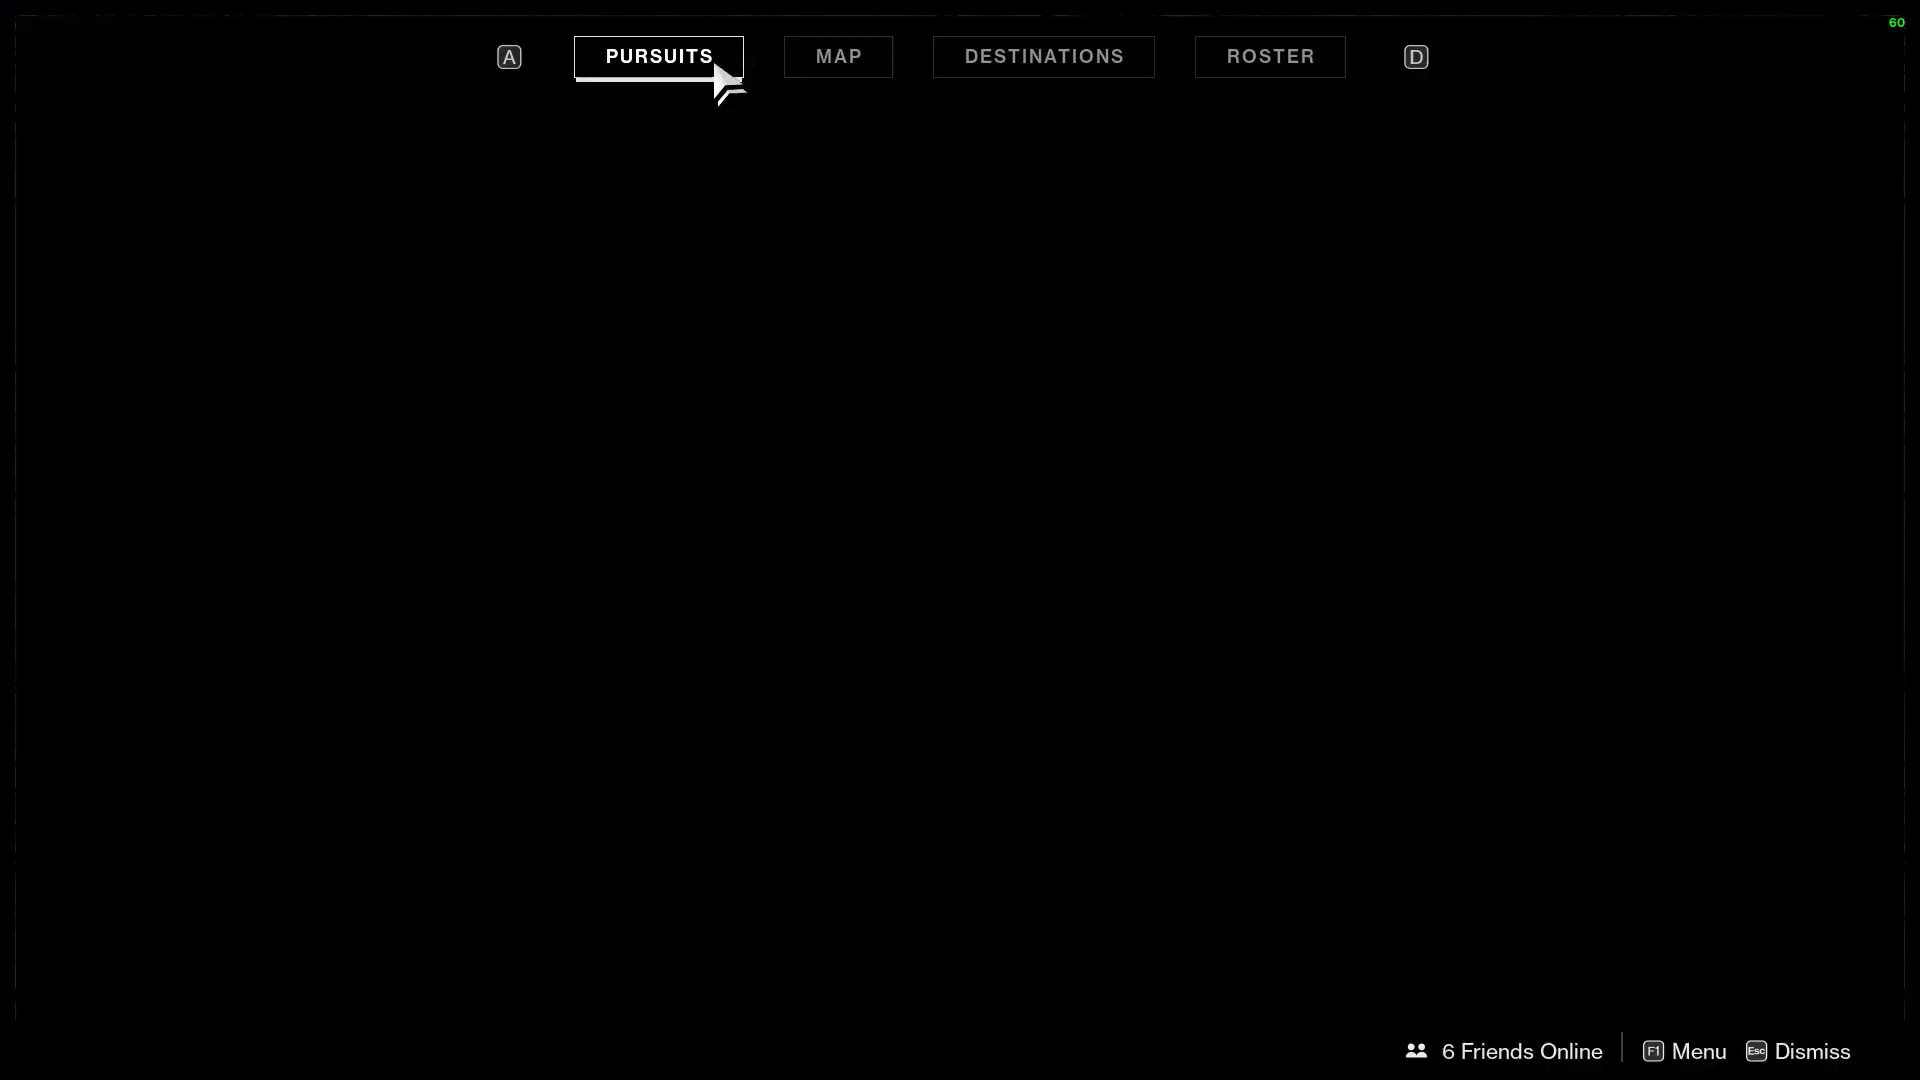 60
A PURSUITS MAP DESTINATIONS ROSTER D
6 Friends Online F1 Menu Esc Dismiss